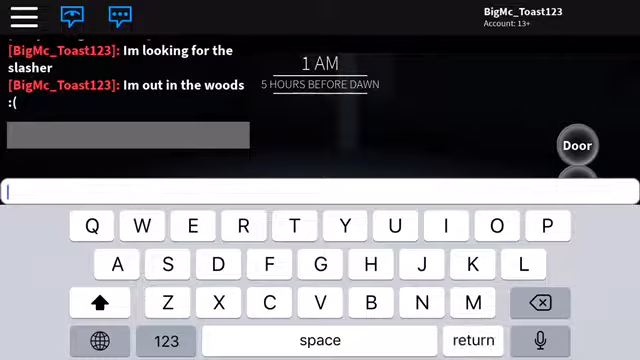 BigMc_Toast123
Account: 13+
[BigMc_Toast123]: Im looking for the
slasher
[BigMc_Toast123]: Im out in the woods
:(
1 AM
5 HOURS BEFORE DAWN
Door
Q W E R T Y U I O P
A S D F G H J K L
Z X C V B N M
123 space return